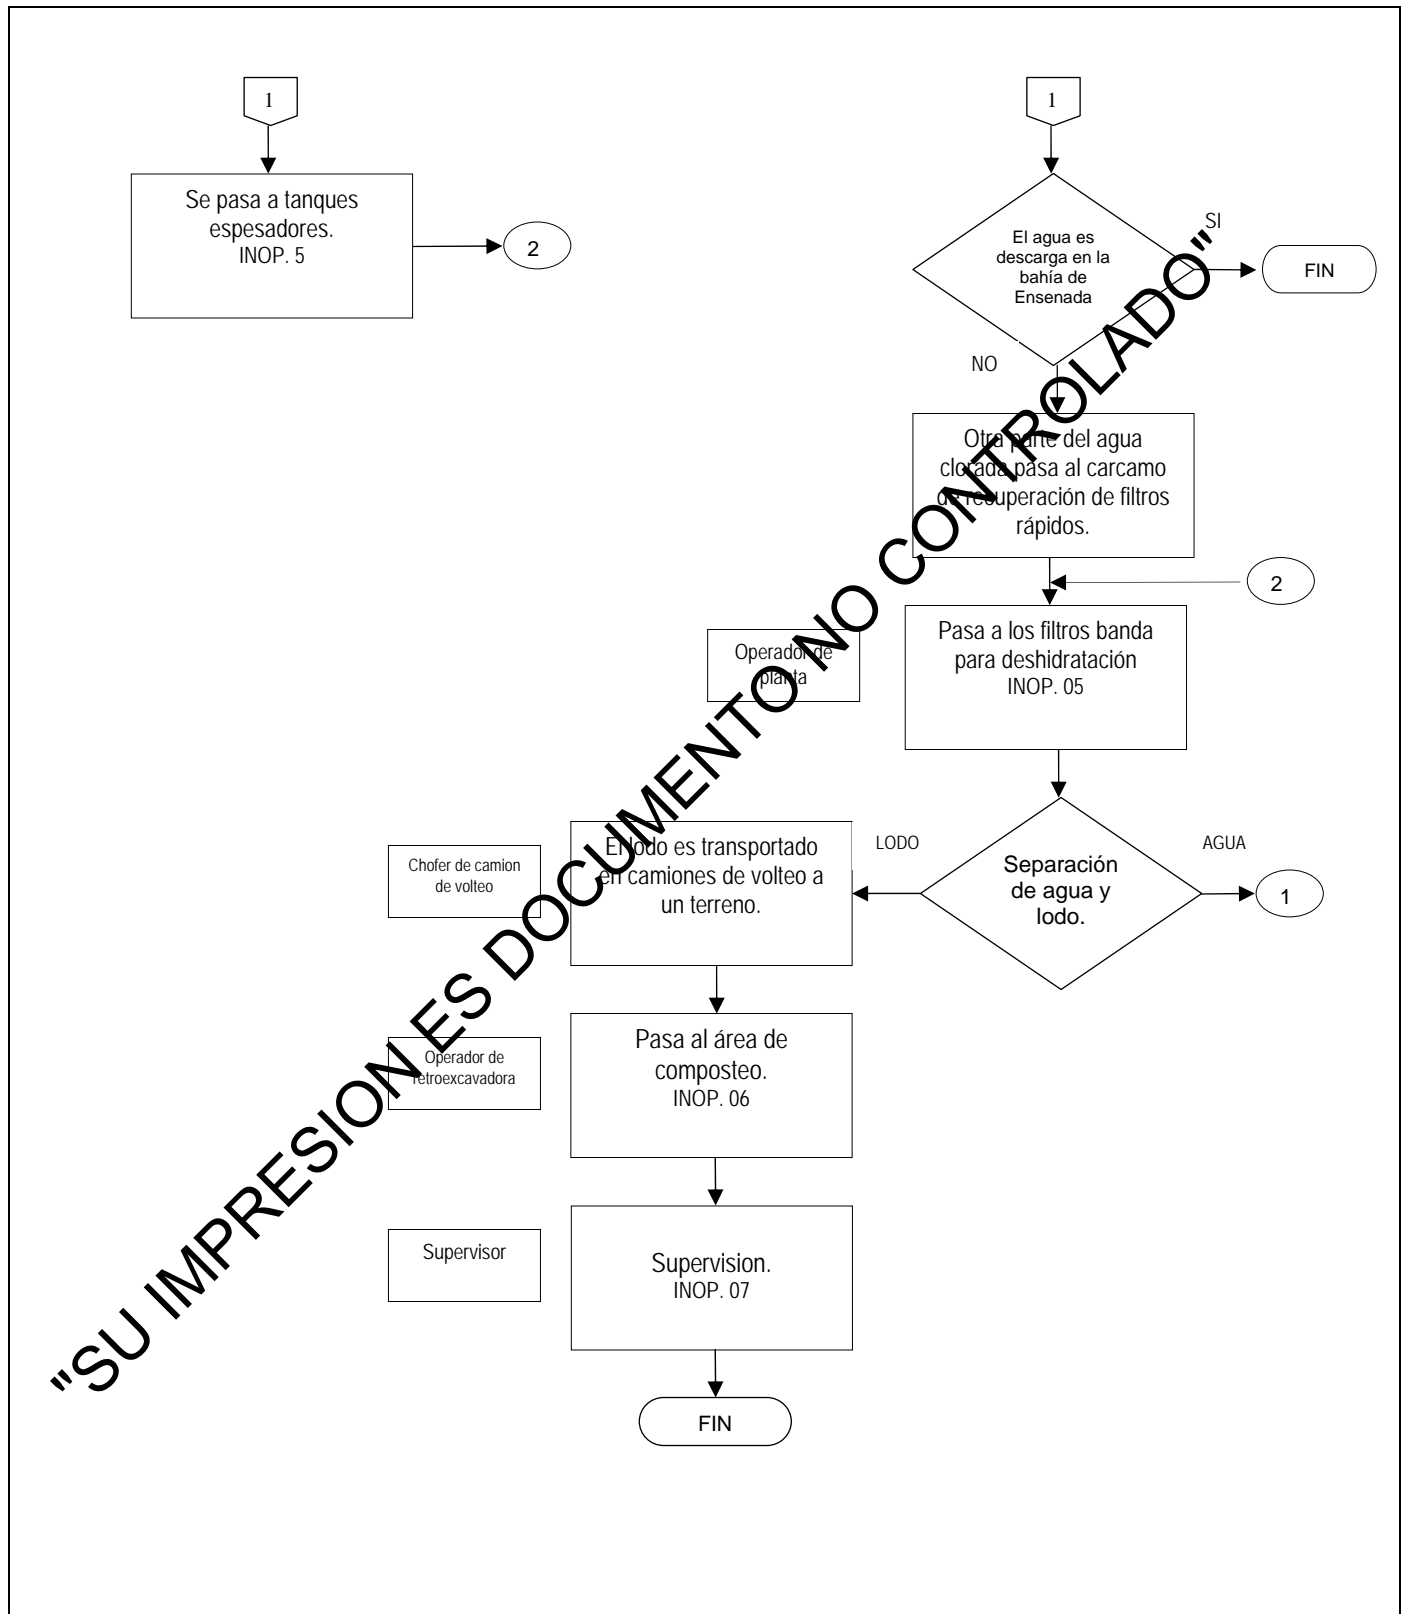 1
Se pasa a tanques
espesadores.
INOP. 5
2
1
El agua es
descarga en la
bahía de
Ensenada
SI
FIN
NO
Otra parte del agua
clorada pasa al carcamo
de recuperación de filtros
rápidos.
2
Operador de
planta
Pasa a los filtros banda
para deshidratación
INOP. 05
Chofer de camion
de volteo
El lodo es transportado
en camiones de volteo a
un terreno.
LODO
Separación
de agua y
lodo.
AGUA
1
Operador de
retroexcavadora
Pasa al área de
composteo.
INOP. 06
Supervisor
Supervision.
INOP. 07
FIN
"SU IMPRESION ES DOCUMENTO NO CONTROLADO"